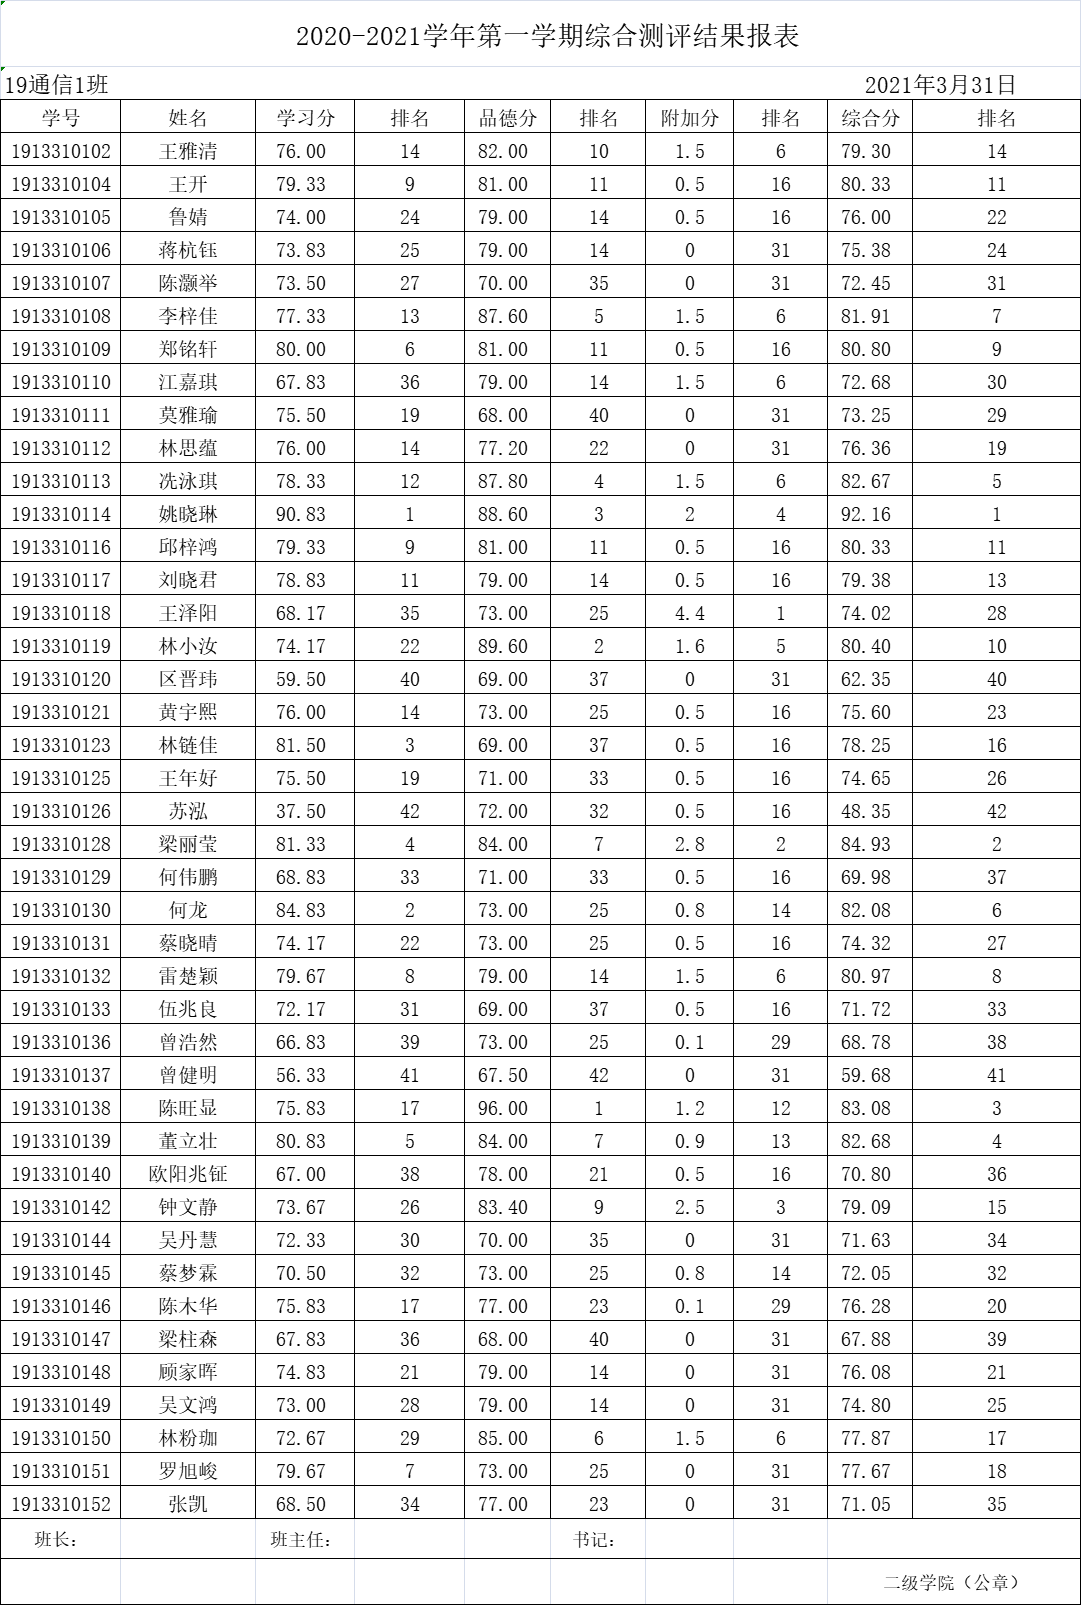 2020-2021学年第一学期综合测评结果报表
19通信1班 2021年3月31日
学号 姓名 学习分 排名 品德分 排名 附加分 排名 综合分 排名
1913310102 王雅清 76.00 14 82.00 10 1.5 6 79.30 14
1913310104 王开 79.33 9 81.00 11 0.5 16 80.33 11
1913310105 鲁婧 74.00 24 79.00 14 0.5 16 76.00 22
1913310106 蒋杭钰 73.83 25 79.00 14 0 31 75.38 24
1913310107 陈灏举 73.50 27 70.00 35 0 31 72.45 31
1913310108 李梓佳 77.33 13 87.60 5 1.5 6 81.91 7
1913310109 郑铭轩 80.00 6 81.00 11 0.5 16 80.80 9
1913310110 江嘉琪 67.83 36 79.00 14 1.5 6 72.68 30
1913310111 莫雅瑜 75.50 19 68.00 40 0 31 73.25 29
1913310112 林思蕴 76.00 14 77.20 22 0 31 76.36 19
1913310113 冼泳琪 78.33 12 87.80 4 1.5 6 82.67 5
1913310114 姚晓琳 90.83 1 88.60 3 2 4 92.16 1
1913310116 邱梓鸿 79.33 9 81.00 11 0.5 16 80.33 11
1913310117 刘晓君 78.83 11 79.00 14 0.5 16 79.38 13
1913310118 王泽阳 68.17 35 73.00 25 4.4 1 74.02 28
1913310119 林小汝 74.17 22 89.60 2 1.6 5 80.40 10
1913310120 区晋玮 59.50 40 69.00 37 0 31 62.35 40
1913310121 黄宇熙 76.00 14 73.00 25 0.5 16 75.60 23
1913310123 林链佳 81.50 3 69.00 37 0.5 16 78.25 16
1913310125 王年好 75.50 19 71.00 33 0.5 16 74.65 26
1913310126 苏泓 37.50 42 72.00 32 0.5 16 48.35 42
1913310128 梁丽莹 81.33 4 84.00 7 2.8 2 84.93 2
1913310129 何伟鹏 68.83 33 71.00 33 0.5 16 69.98 37
1913310130 何龙 84.83 2 73.00 25 0.8 14 82.08 6
1913310131 蔡晓晴 74.17 22 73.00 25 0.5 16 74.32 27
1913310132 雷楚颖 79.67 8 79.00 14 1.5 6 80.97 8
1913310133 伍兆良 72.17 31 69.00 37 0.5 16 71.72 33
1913310136 曾浩然 66.83 39 73.00 25 0.1 29 68.78 38
1913310137 曾健明 56.33 41 67.50 42 0 31 59.68 41
1913310138 陈旺显 75.83 17 96.00 1 1.2 12 83.08 3
1913310139 董立壮 80.83 5 84.00 7 0.9 13 82.68 4
1913310140 欧阳兆钲 67.00 38 78.00 21 0.5 16 70.80 36
1913310142 钟文静 73.67 26 83.40 9 2.5 3 79.09 15
1913310144 吴丹慧 72.33 30 70.00 35 0 31 71.63 34
1913310145 蔡梦霖 70.50 32 73.00 25 0.8 14 72.05 32
1913310146 陈木华 75.83 17 77.00 23 0.1 29 76.28 20
1913310147 梁柱森 67.83 36 68.00 40 0 31 67.88 39
1913310148 顾家晖 74.83 21 79.00 14 0 31 76.08 21
1913310149 吴文鸿 73.00 28 79.00 14 0 31 74.80 25
1913310150 林粉珈 72.67 29 85.00 6 1.5 6 77.87 17
1913310151 罗旭峻 79.67 7 73.00 25 0 31 77.67 18
1913310152 张凯 68.50 34 77.00 23 0 31 71.05 35
班长： 班主任： 书记：
二级学院（公章）